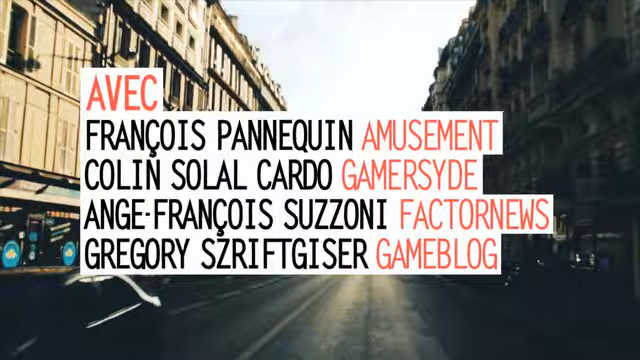 AVEC
FRANÇOIS PANNEQUIN AMUSEMENT
COLIN SOLAL CARDO GAMERSYDE
ANGE-FRANÇOIS SUZZONI FACTORNEWS
GREGORY SZRIFTGISER GAMEBLOG